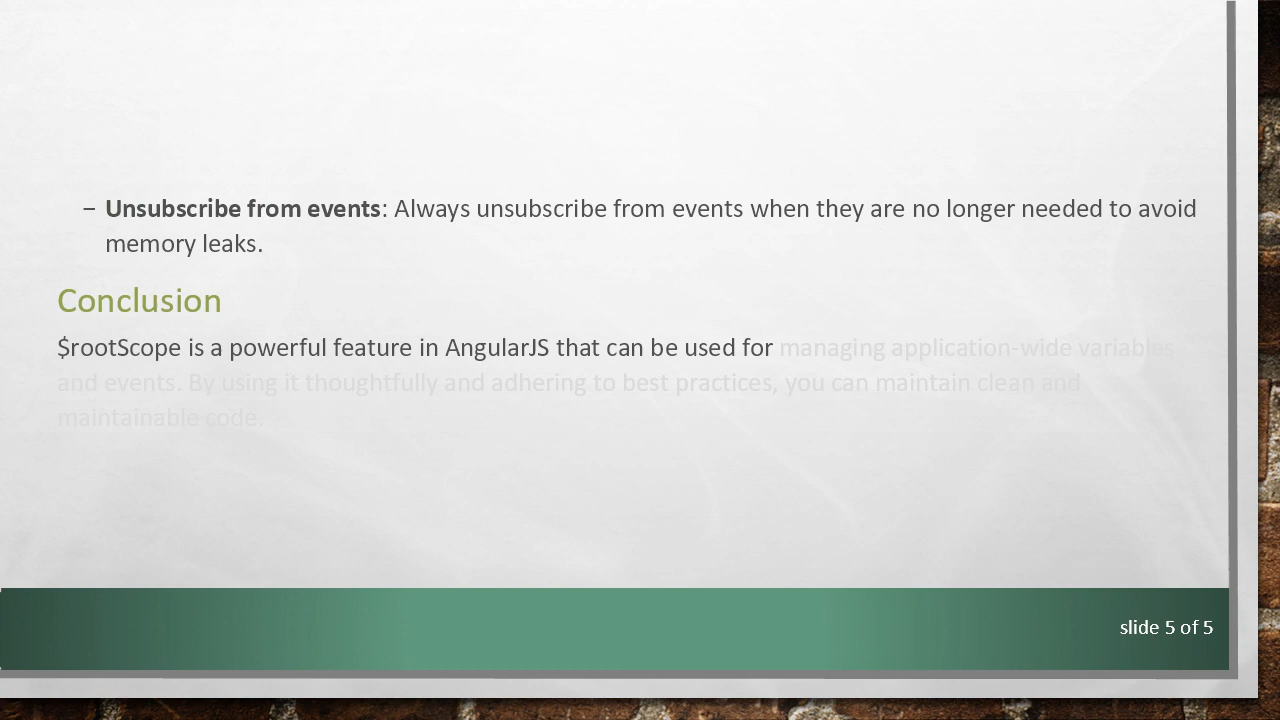 – Unsubscribe from events: Always unsubscribe from events when they are no longer needed to avoid
memory leaks.
Conclusion
$rootScope is a powerful feature in AngularJS that can be used for managing application-wide variables
and events. By using it thoughtfully and adhering to best practices, you can maintain clean and
maintainable code.
slide 5 of 5